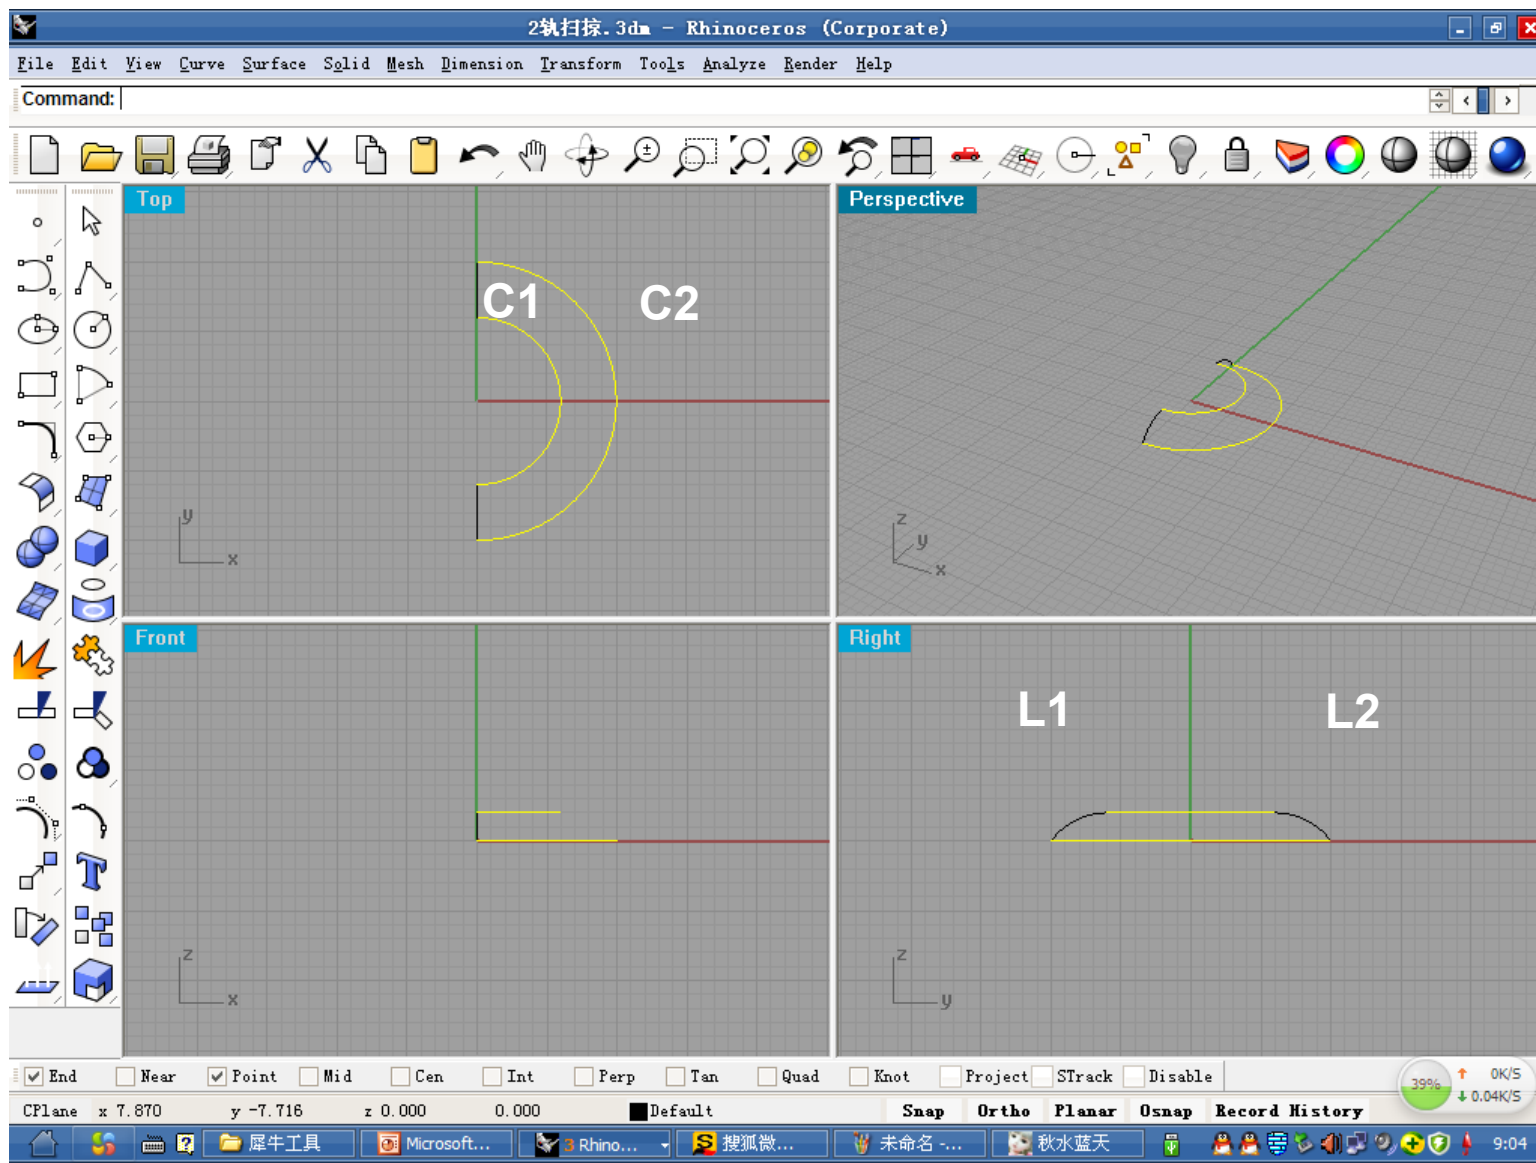 2轨扫掠.3dm - Rhinoceros (Corporate)
File Edit View Curve Surface Solid Mesh Dimension Transform Tools Analyze Render Help
Command:
Top
Perspective
C1 C2
y
x
z
y
x
Front
Right
L1 L2
z
x
z
y
End Near Point Mid Cen Int Perp Tan Quad Knot Project STrack Disable
39% 0K/S
0.04K/S
CPlane x 7.870 y -7.716 z 0.000 0.000 Default Snap Ortho Planar Osnap Record History
犀牛工具 Microsoft... 3 Rhino... 搜狐微... 未命名 -... 秋水蓝天 9:04